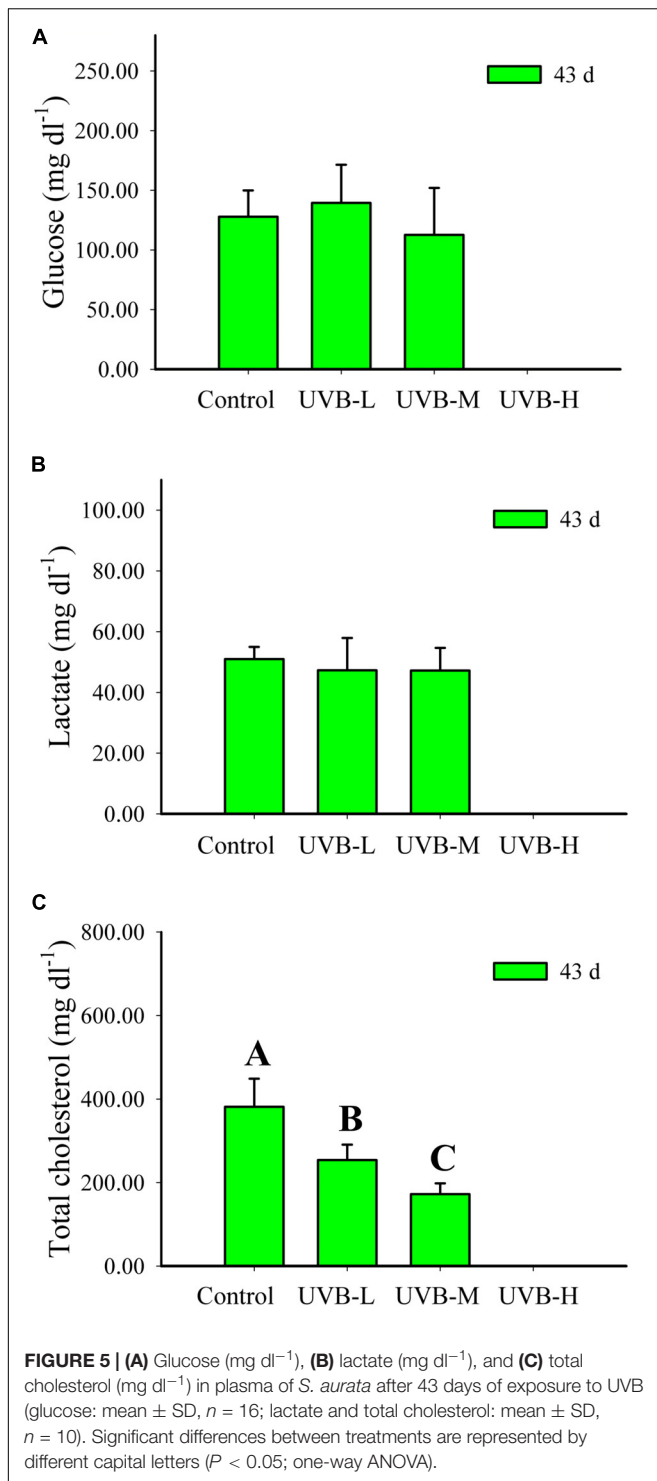 A
250.00
200.00
150.00
100.00
50.00
0.00
Glucose (mg dl⁻¹)
43 d
Control UVB-L UVB-M UVB-H
B
100.00
80.00
60.00
40.00
20.00
0.00
Lactate (mg dl⁻¹)
43 d
Control UVB-L UVB-M UVB-H
C
800.00
600.00
400.00
200.00
0.00
Total cholesterol (mg dl⁻¹)
43 d
A
B
C
Control UVB-L UVB-M UVB-H
FIGURE 5 | (A) Glucose (mg dl⁻¹), (B) lactate (mg dl⁻¹), and (C) total
cholesterol (mg dl⁻¹) in plasma of S. aurata after 43 days of exposure to UVB
(glucose: mean ± SD, n = 16; lactate and total cholesterol: mean ± SD,
n = 10). Significant differences between treatments are represented by
different capital letters (P < 0.05; one-way ANOVA).